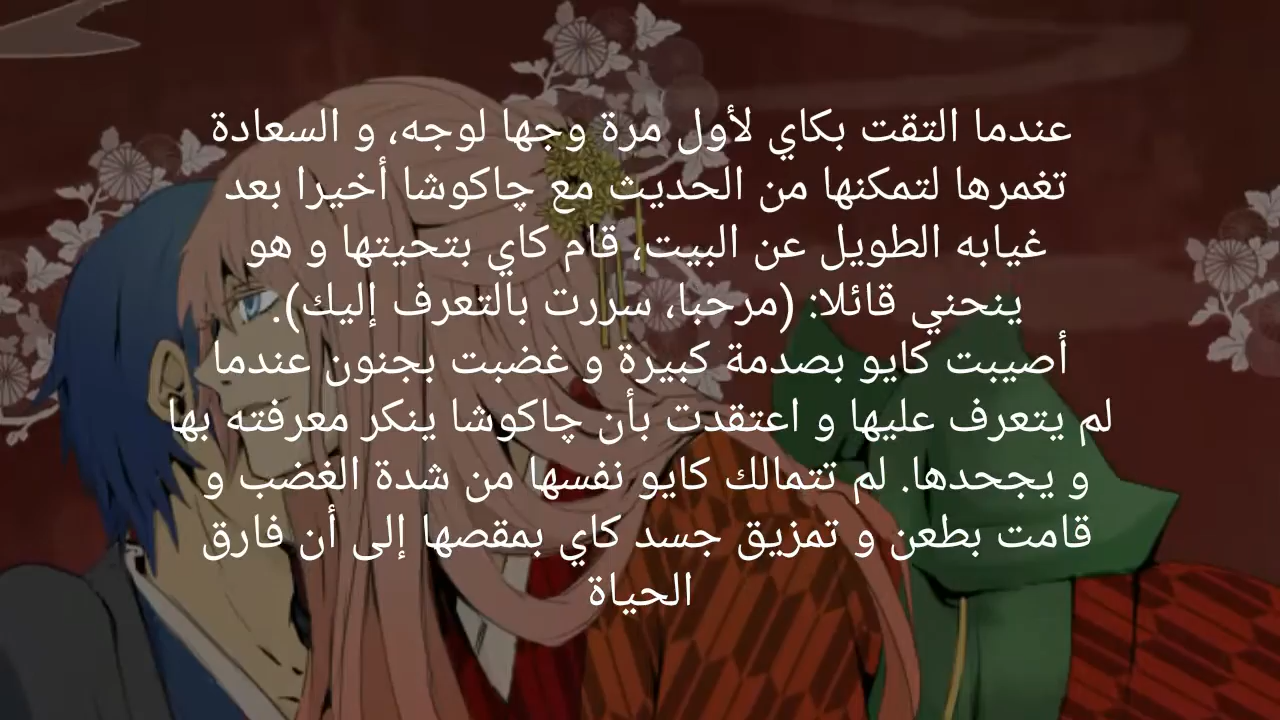 عندما التقت بكاي لأول مرة وجها لوجه، و السعادة
تغمرها لتمكنها من الحديث مع چاكوشا أخيرا بعد
غيابه الطويل عن البيت، قام كاي بتحيتها و هو
ينحني قائلا: (مرحبا، سررت بالتعرف إليك).
أصيبت كايو بصدمة كبيرة و غضبت بجنون عندما
لم يتعرف عليها و اعتقدت بأن چاكوشا ينكر معرفته بها
و يجحدها. لم تتمالك كايو نفسها من شدة الغضب و
قامت بطعن و تمزيق جسد كاي بمقصها إلى أن فارق
الحياة